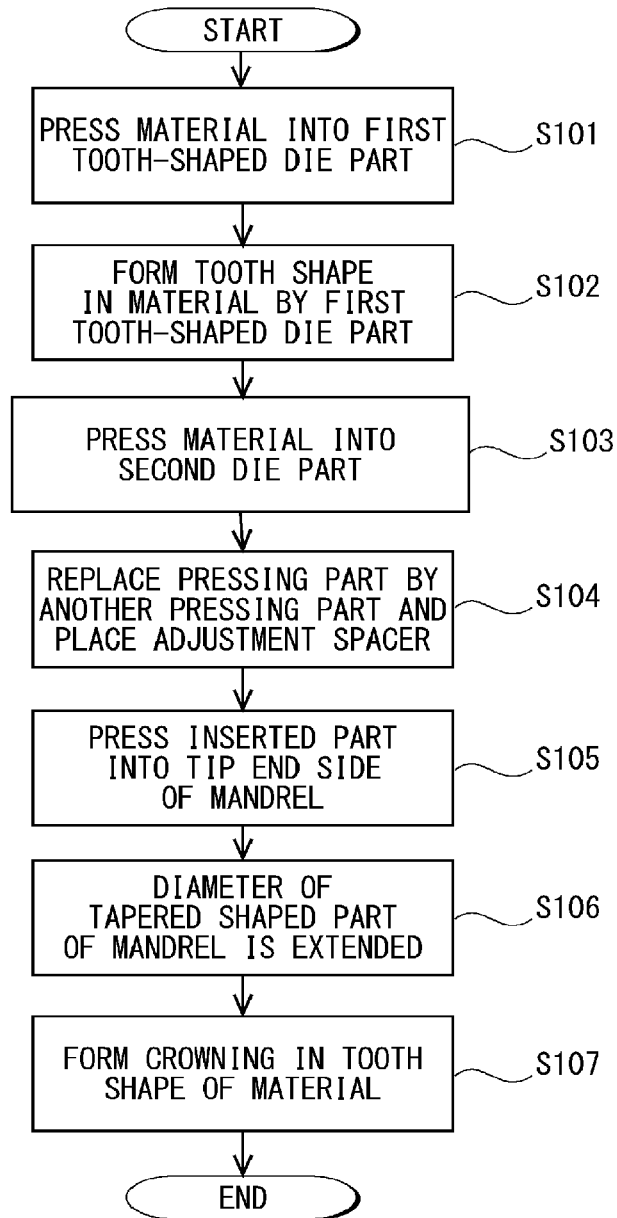 START
PRESS MATERIAL INTO FIRST
TOOTH-SHAPED DIE PART
S101
FORM TOOTH SHAPE
IN MATERIAL BY FIRST
TOOTH-SHAPED DIE PART
S102
PRESS MATERIAL INTO
SECOND DIE PART
S103
REPLACE PRESSING PART BY
ANOTHER PRESSING PART AND
PLACE ADJUSTMENT SPACER
S104
PRESS INSERTED PART
INTO TIP END SIDE
OF MANDREL
S105
DIAMETER OF
TAPERED SHAPED PART
OF MANDREL IS EXTENDED
S106
FORM CROWNING IN TOOTH
SHAPE OF MATERIAL
S107
END